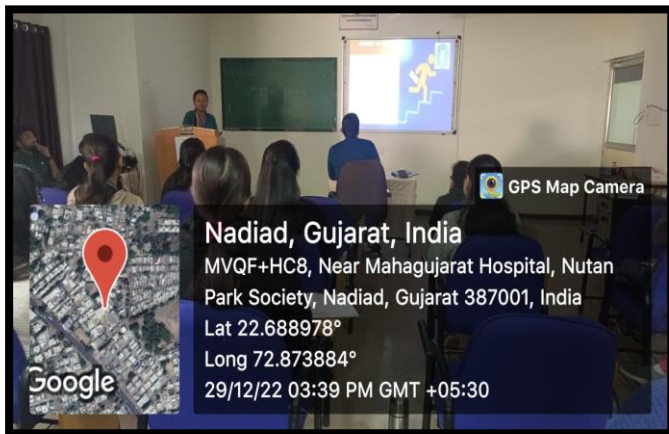 GPS Map Camera
Nadiad, Gujarat, India
MVQF+HC8, Near Mahagujarat Hospital, Nutan
Park Society, Nadiad, Gujarat 387001, India
Lat 22.688978°
Long 72.873884°
29/12/22 03:39 PM GMT +05:30
Google